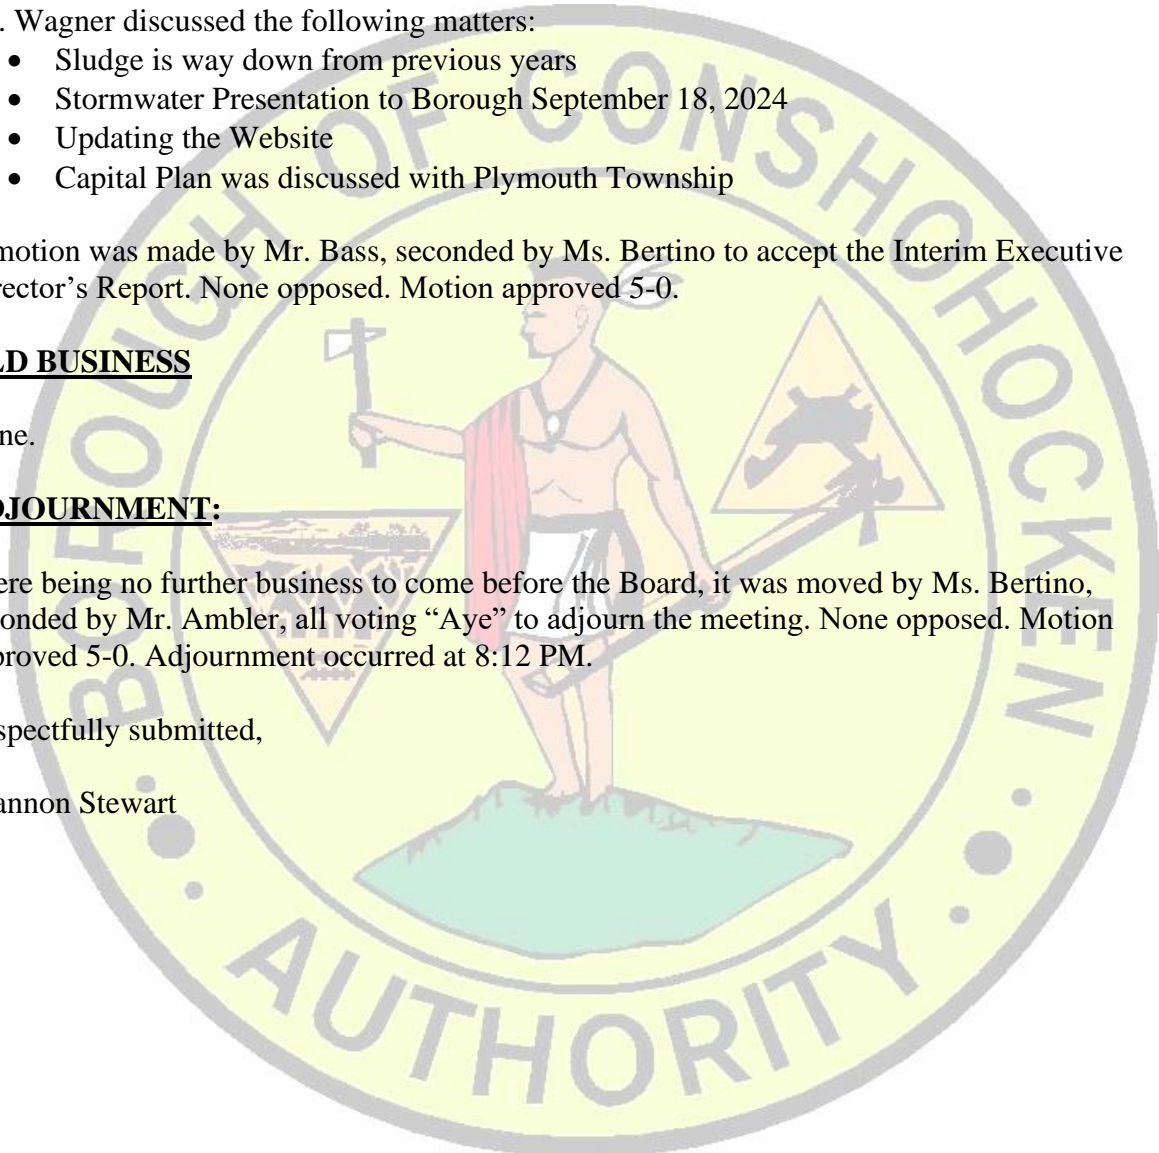 . Wagner discussed the following matters:
• Sludge is way down from previous years
• Stormwater Presentation to Borough September 18, 2024
• Updating the Website
• Capital Plan was discussed with Plymouth Township
motion was made by Mr. Bass, seconded by Ms. Bertino to accept the Interim Executive
rector’s Report. None opposed. Motion approved 5-0.
LD BUSINESS
ne.
DJOURNMENT:
ere being no further business to come before the Board, it was moved by Ms. Bertino,
onded by Mr. Ambler, all voting “Aye” to adjourn the meeting. None opposed. Motion
proved 5-0. Adjournment occurred at 8:12 PM.
spectfully submitted,
annon Stewart
BOROUGH OF CONSHOHOCKEN
AUTHORITY